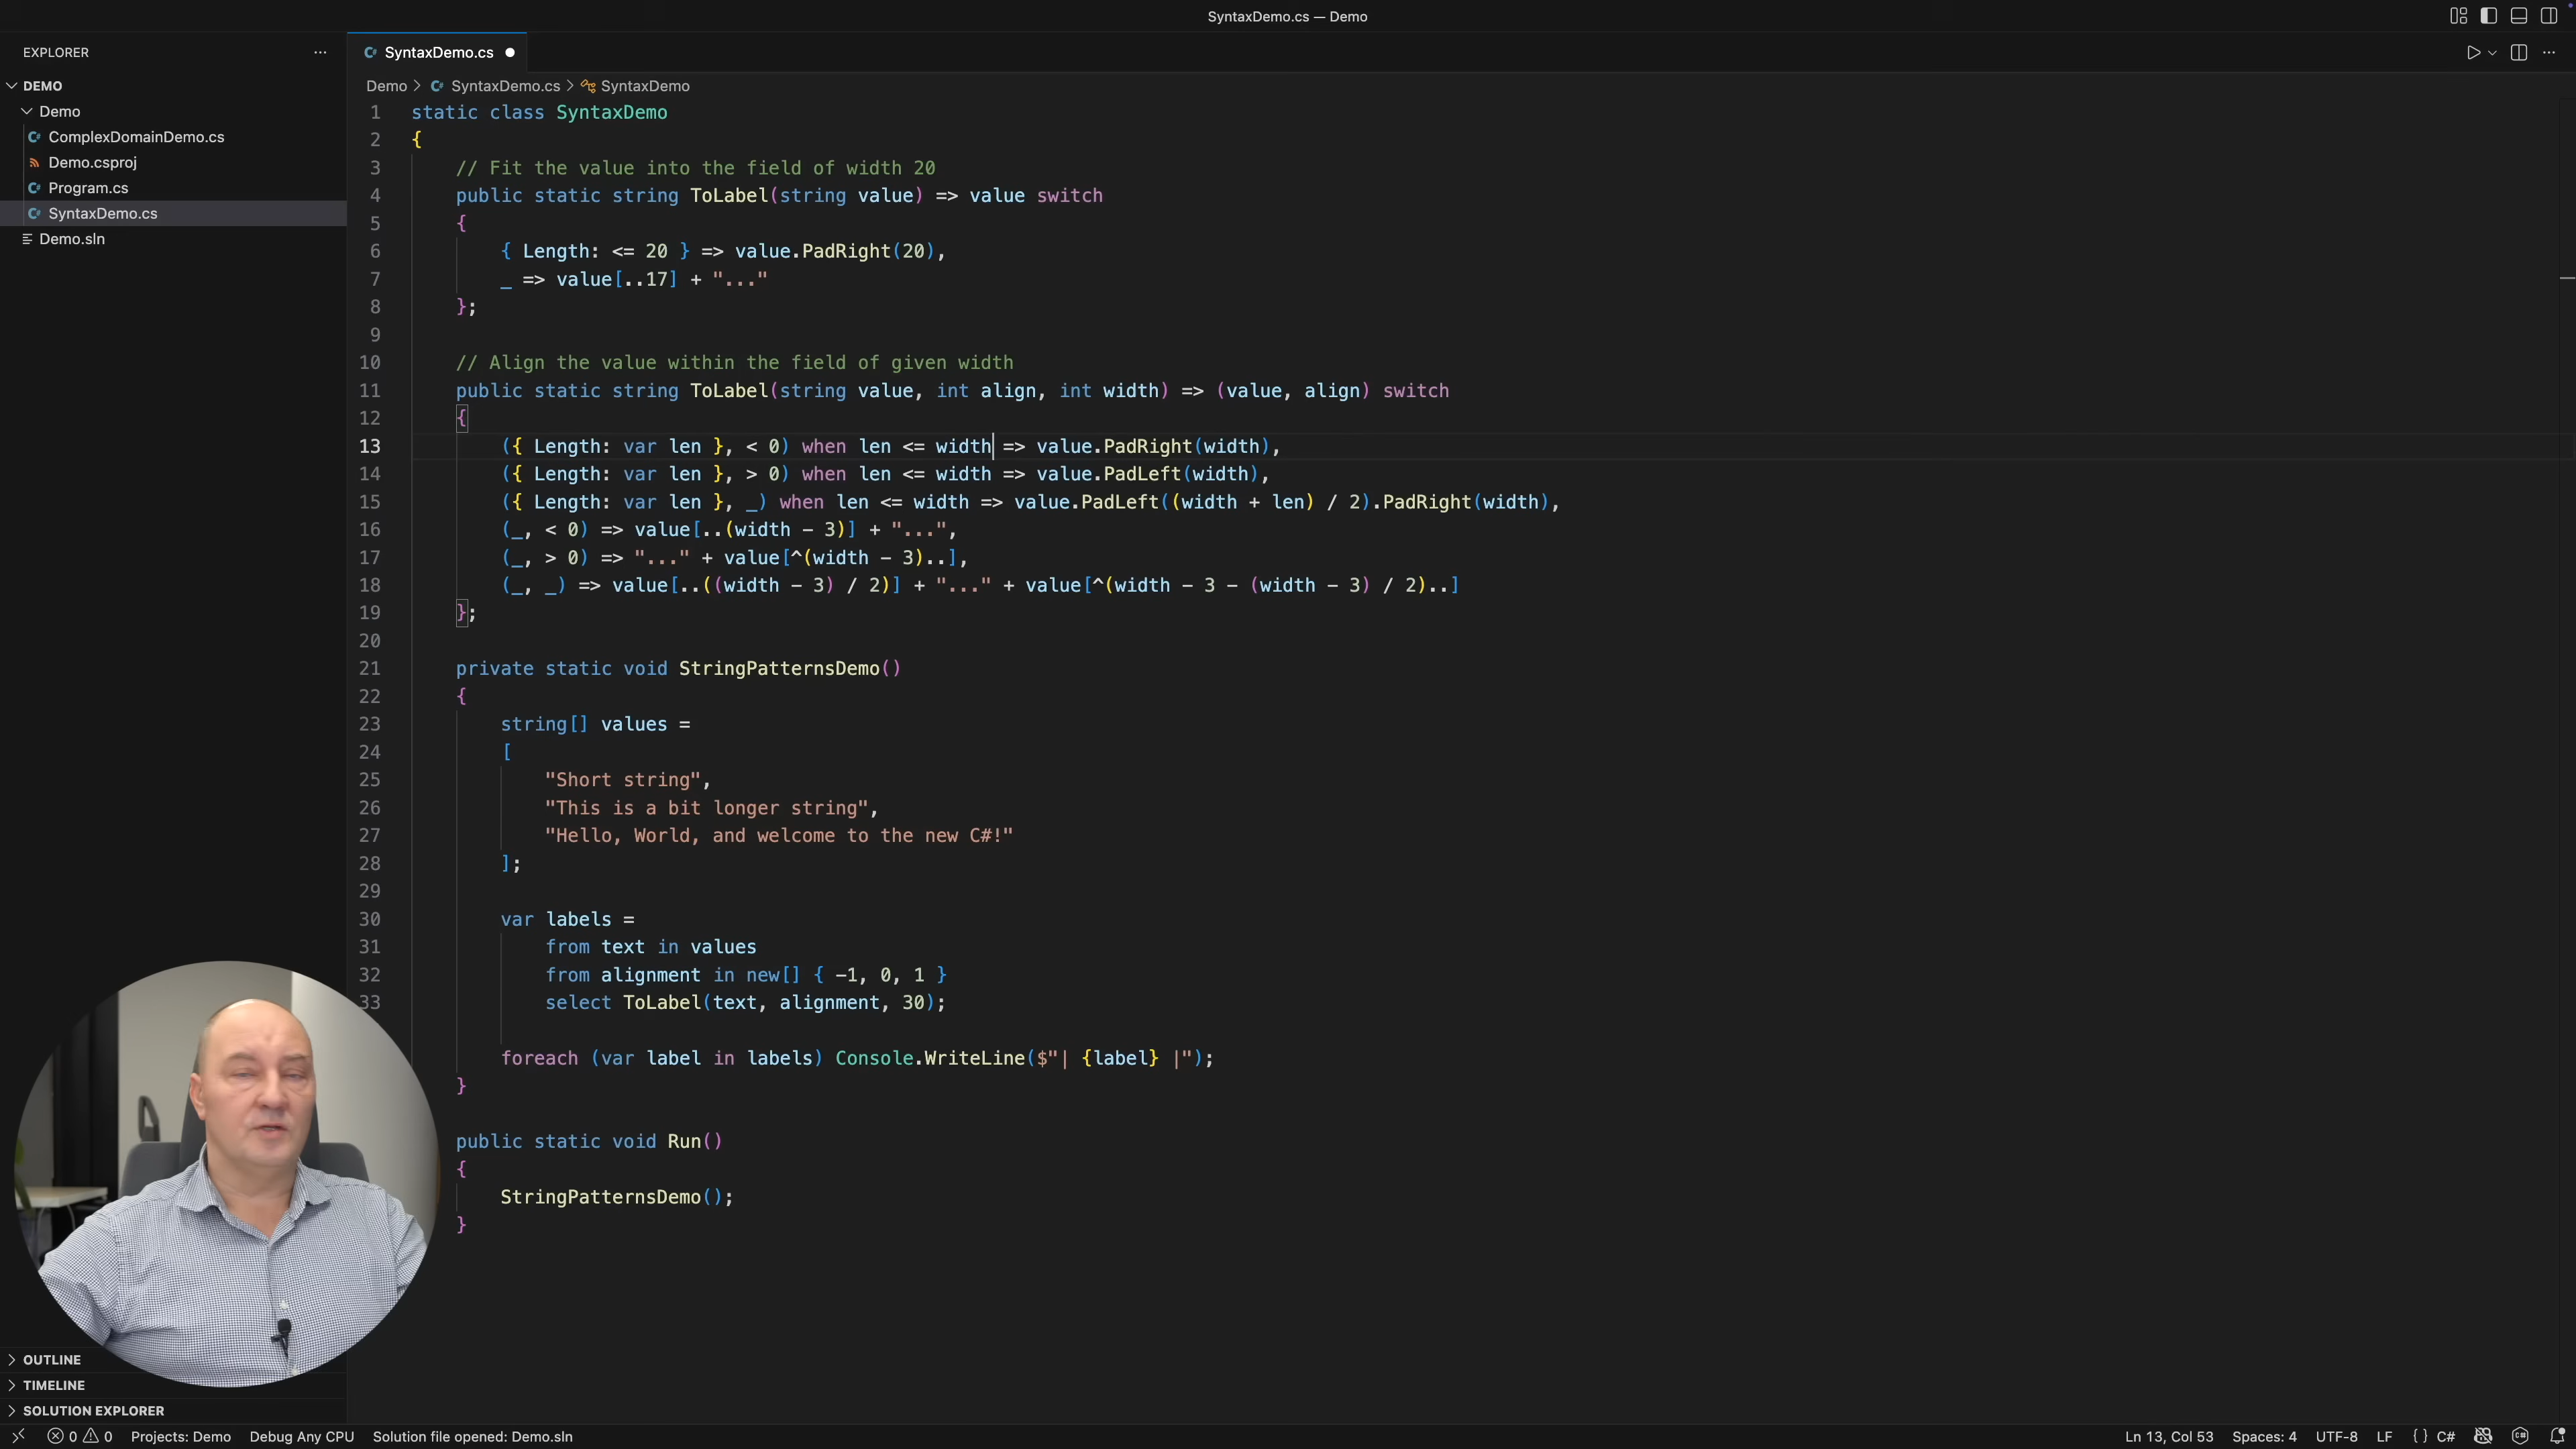 SyntaxDemo.cs — Demo
EXPLORER
DEMO
Demo
ComplexDomainDemo.cs
Demo.csproj
Program.cs
SyntaxDemo.cs
Demo.sln
SyntaxDemo.cs
Demo > SyntaxDemo.cs > SyntaxDemo
1 static class SyntaxDemo
2 {
3 // Fit the value into the field of width 20
4 public static string ToLabel(string value) => value switch
5 {
6 { Length: <= 20 } => value.PadRight(20),
7 _ => value[..17] + "..."
8 };
9
10 // Align the value within the field of given width
11 public static string ToLabel(string value, int align, int width) => (value, align) switch
12 {
13 ({ Length: var len }, < 0) when len <= width => value.PadRight(width),
14 ({ Length: var len }, > 0) when len <= width => value.PadLeft(width),
15 ({ Length: var len }, _) when len <= width => value.PadLeft((width + len) / 2).PadRight(width),
16 (_, < 0) => value[..(width - 3)] + "...",
17 (_, > 0) => "..." + value[^(width - 3)..],
18 (_, _) => value[..((width - 3) / 2)] + "..." + value[^(width - 3 - (width - 3) / 2)..]
19 };
20
21 private static void StringPatternsDemo()
22 {
23 string[] values =
24 [
25 "Short string",
26 "This is a bit longer string",
27 "Hello, World, and welcome to the new C#!"
28 ];
29
30 var labels =
31 from text in values
32 from alignment in new[] { -1, 0, 1 }
33 select ToLabel(text, alignment, 30);
foreach (var label in labels) Console.WriteLine($"| {label} |");
}
public static void Run()
{
StringPatternsDemo();
}
OUTLINE
TIMELINE
SOLUTION EXPLORER
0 0 Projects: Demo Debug Any CPU Solution file opened: Demo.sln Ln 13, Col 53 Spaces: 4 UTF-8 LF {} C#